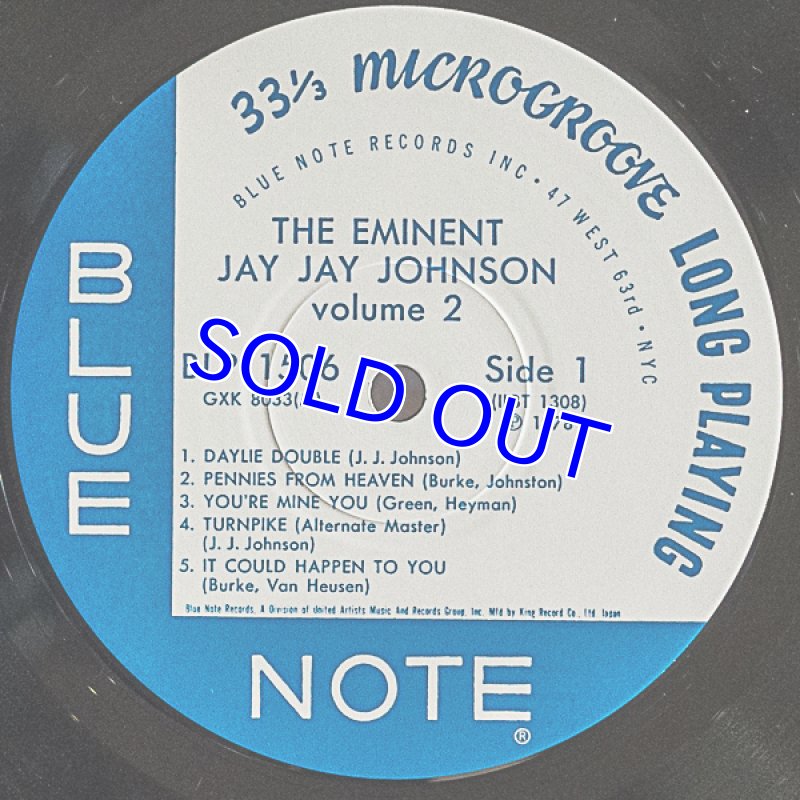 33⅓ MICROGROOVE LONG PLAYING
BLUE NOTE RECORDS INC • 47 WEST 63rd • NYC
THE EMINENT
JAY JAY JOHNSON
volume 2
1506 Side 1
GXK 8033 1308)
SOLD OUT
1. DAYLIE DOUBLE (J. J. Johnson)
2. PENNIES FROM HEAVEN (Burke, Johnston)
3. YOU'RE MINE YOU (Green, Heyman)
4. TURNPIKE (Alternate Master)
(J. J. Johnson)
5. IT COULD HAPPEN TO YOU
(Burke, Van Heusen)
Blue Note Records, A Division of United Artists Music And Records Group, Inc. Mfd by King Record Co., Ltd. Japan
BLUE
NOTE®